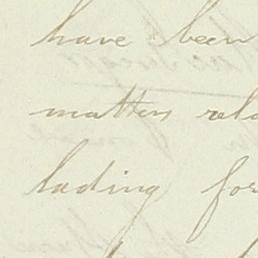 have been
matters rela
lading for